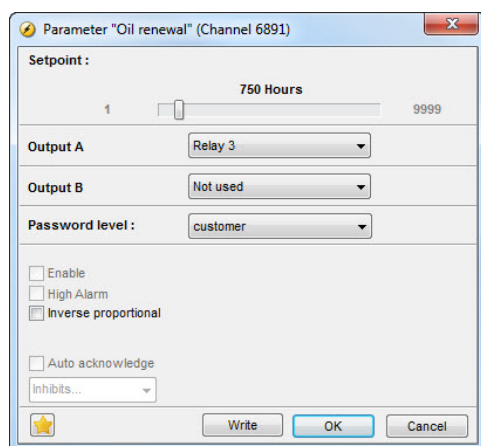 Parameter "Oil renewal" (Channel 6891)
Setpoint :
750 Hours
1 9999
Output A Relay 3
Output B Not used
Password level : customer
Enable
High Alarm
Inverse proportional
Auto acknowledge
Inhibits...
Write OK Cancel